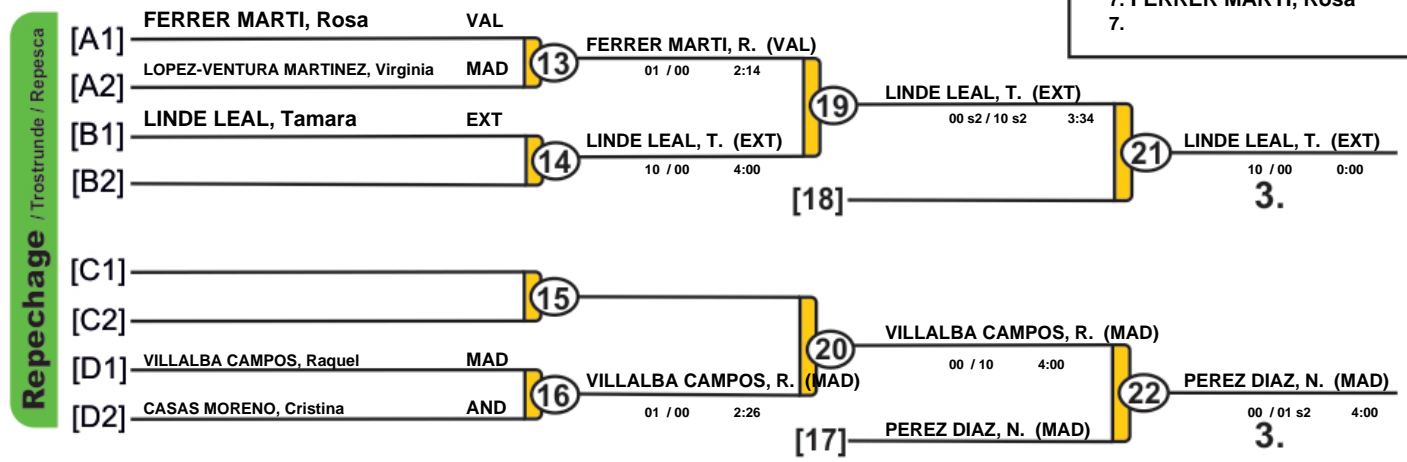 7. FERRER MARTI, Rosa
7.
Repechage / Trostrunde / Repesca
[A1] FERRER MARTI, Rosa VAL
[A2] LOPEZ-VENTURA MARTINEZ, Virginia MAD
13
FERRER MARTI, R. (VAL)
01 / 00 2:14
[B1] LINDE LEAL, Tamara EXT
[B2]
14
LINDE LEAL, T. (EXT)
10 / 00 4:00
19
LINDE LEAL, T. (EXT)
00 s2 / 10 s2 3:34
[18]
21
LINDE LEAL, T. (EXT)
10 / 00 0:00
3.
[C1]
[C2]
15
[D1] VILLALBA CAMPOS, Raquel MAD
[D2] CASAS MORENO, Cristina AND
16
VILLALBA CAMPOS, R. (MAD)
01 / 00 2:26
20
VILLALBA CAMPOS, R. (MAD)
00 / 10 4:00
[17] PEREZ DIAZ, N. (MAD)
22
PEREZ DIAZ, N. (MAD)
00 / 01 s2 4:00
3.